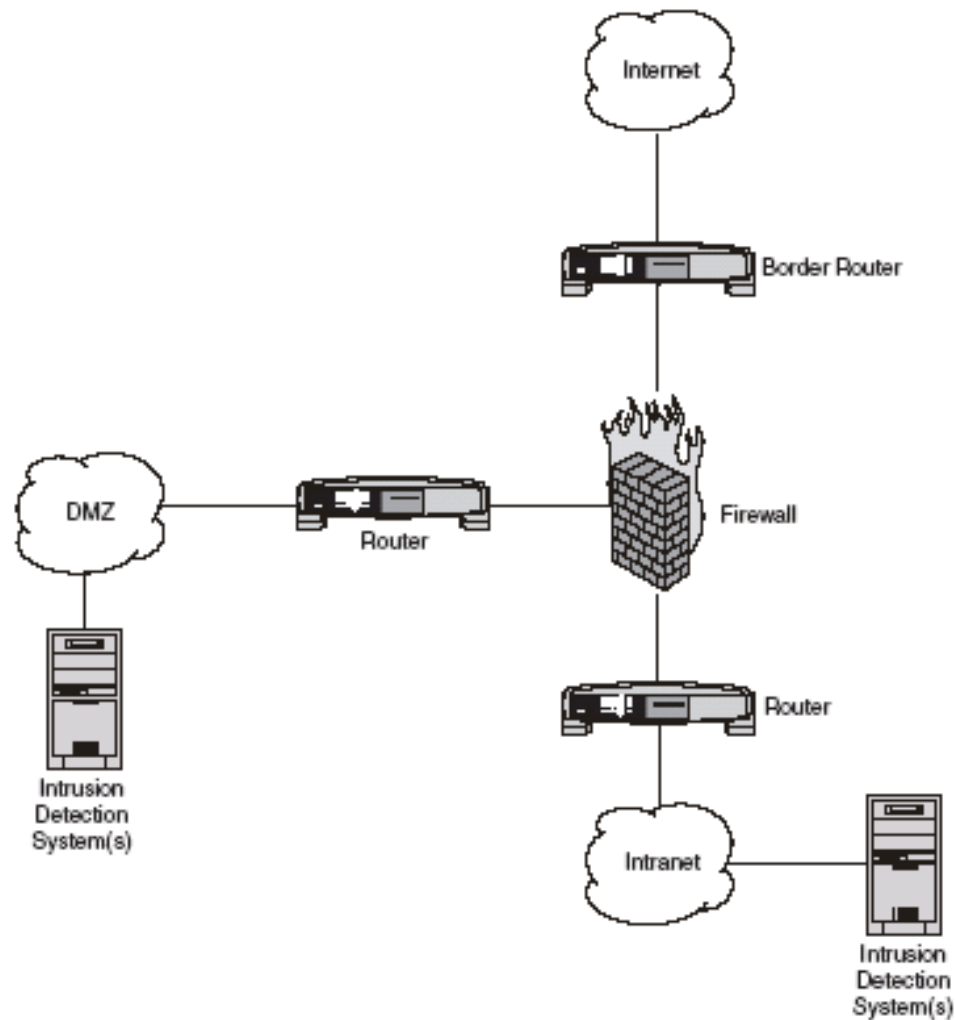 Internet
Border Router
DMZ
Router
Firewall
Router
Intrusion
Detection
System(s)
Intranet
Intrusion
Detection
System(s)